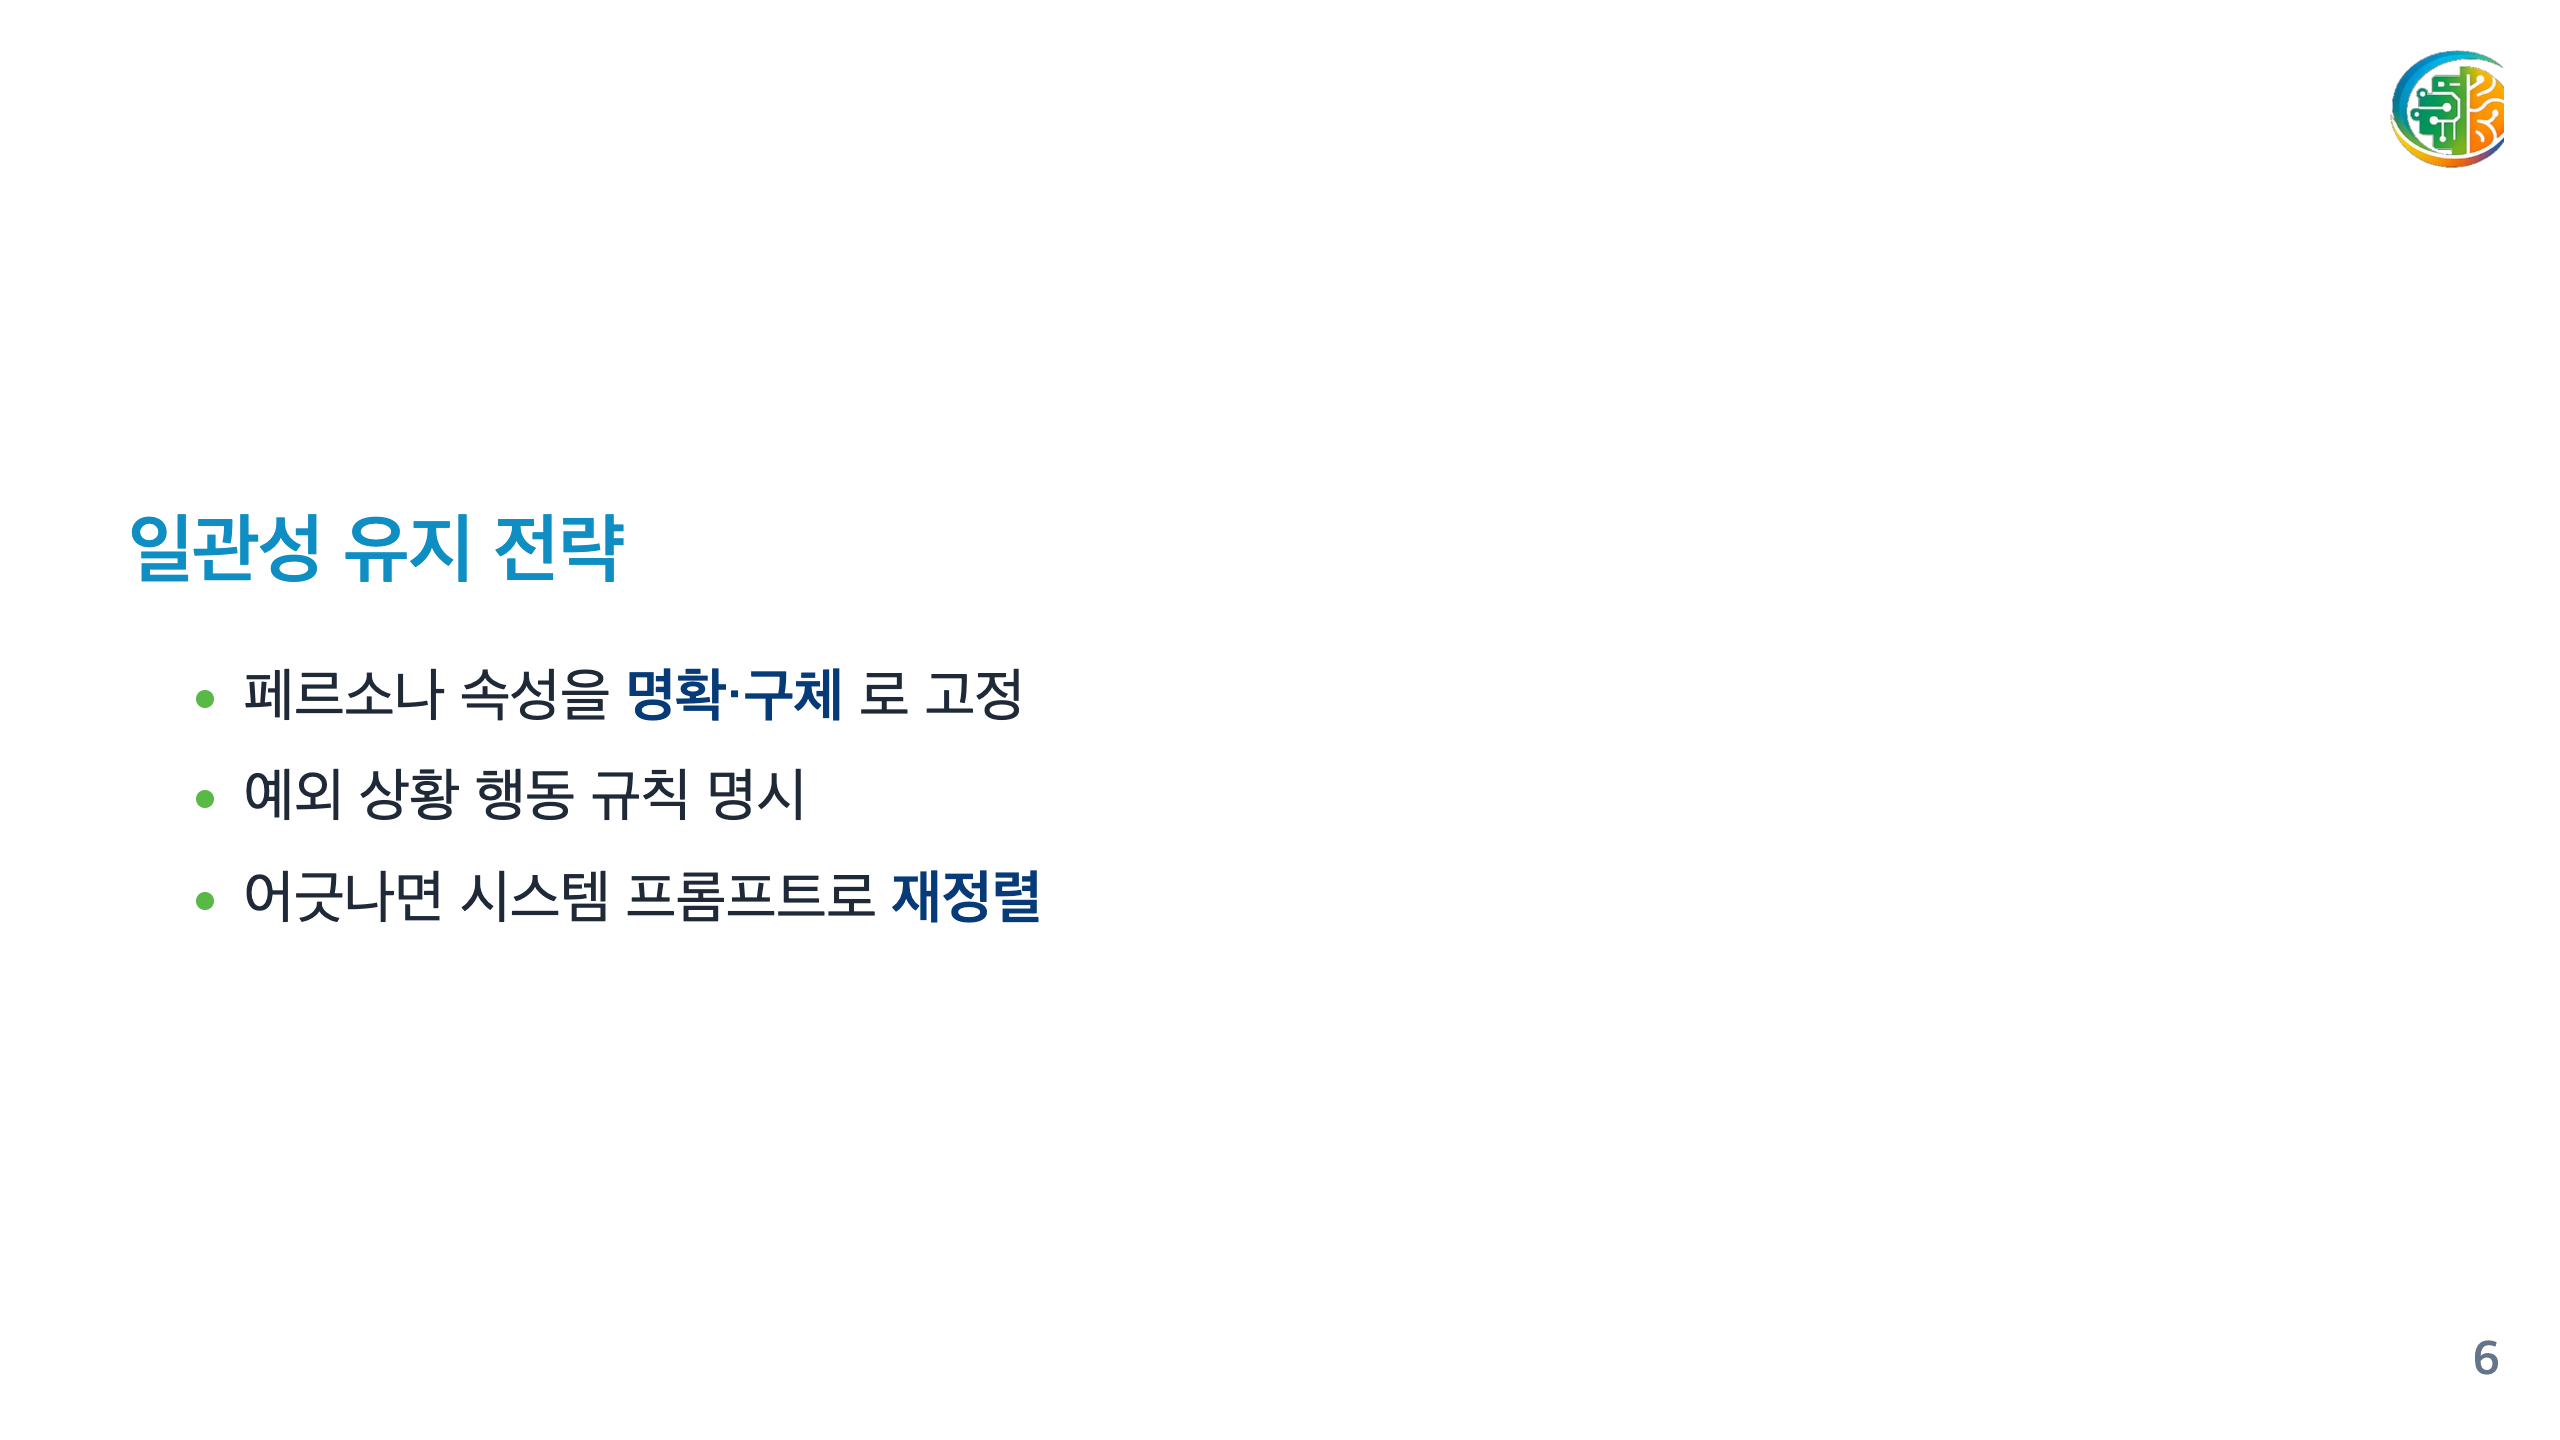 일관성 유지 전략
페르소나 속성을 명확·구체 로 고정
예외 상황 행동 규칙 명시
어긋나면 시스템 프롬프트로 재정렬
6